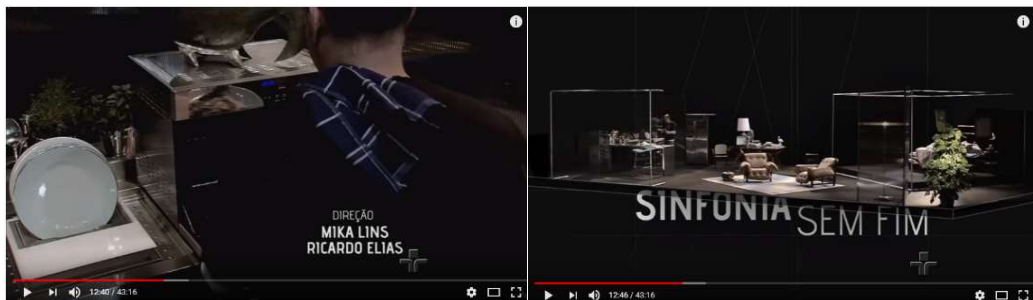 DIREÇÃO
MIKA LINS
RICARDO ELIAS
12:40 / 43:16
SINFONIA SEM FIM
12:46 / 43:16